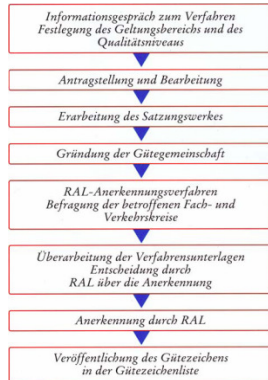 Informationsgespräch zum Verfahren
Festlegung des Geltungsbereichs und des
Qualitätsniveaus
Antragstellung und Bearbeitung
Erarbeitung des Satzungswerkes
Gründung der Gütegemeinschaft
RAL-Anerkennungsverfahren
Befragung der betroffenen Fach- und
Verkehrskreise
Überarbeitung der Verfahrensunterlagen
Entscheidung durch
RAL über die Anerkennung
Anerkennung durch RAL
Veröffentlichung des Gütezeichens
in der Gütezeichenliste